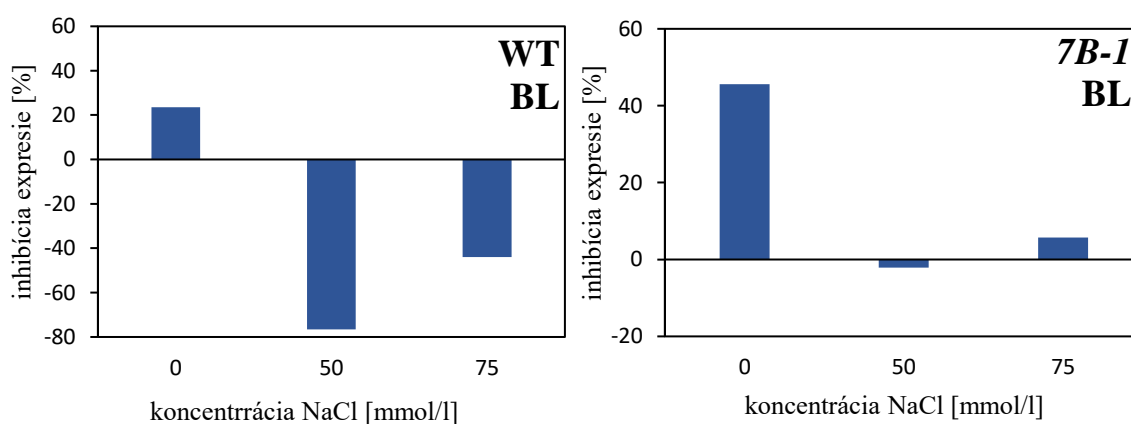 60
40
20
0
-20
-40
-60
-80
inhibícia expresie [%]
WT
BL
0 50 75
koncentrrácia NaCl [mmol/l]
60
40
20
0
-20
inhibícia expresie [%]
7B-1
BL
0 50 75
koncentrácia NaCl [mmol/l]